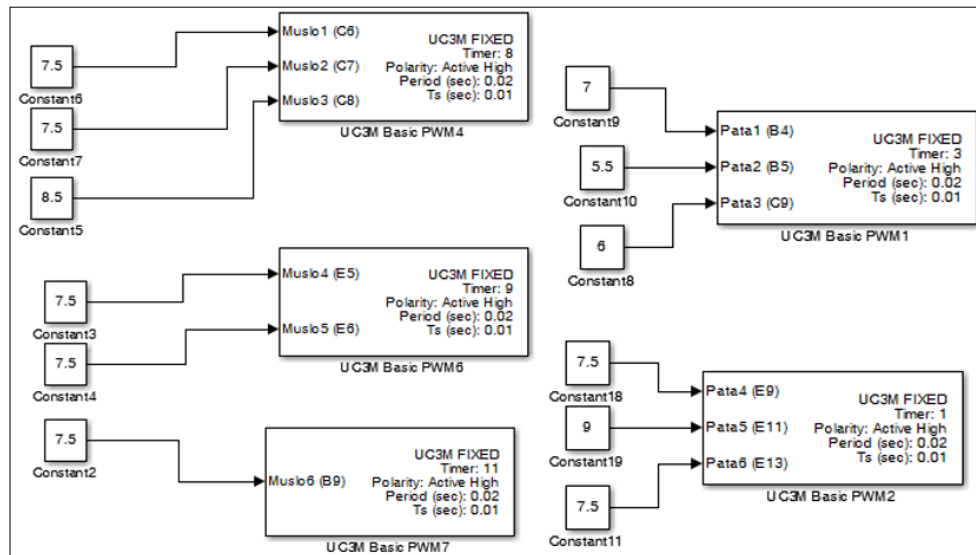 7.5
Constant6
7.5
Constant7
8.5
Constant5
Muslo1 (C6)
Muslo2 (C7)
Muslo3 (C8)
UC3M FIXED
Timer: 8
Polarity: Active High
Period (sec): 0.02
Ts (sec): 0.01
UC3M Basic PWM4
7
Constant9
5.5
Constant10
6
Constant8
Pata1 (B4)
Pata2 (B5)
Pata3 (C9)
UC3M FIXED
Timer: 3
Polarity: Active High
Period (sec): 0.02
Ts (sec): 0.01
UC3M Basic PWM1
7.5
Constant3
7.5
Constant4
Muslo4 (E5)
Muslo5 (E6)
UC3M FIXED
Timer: 9
Polarity: Active High
Period (sec): 0.02
Ts (sec): 0.01
UC3M Basic PWM6
7.5
Constant2
Muslo6 (B9)
UC3M FIXED
Timer: 11
Polarity: Active High
Period (sec): 0.02
Ts (sec): 0.01
UC3M Basic PWM7
7.5
Constant18
9
Constant19
7.5
Constant11
Pata4 (E9)
Pata5 (E11)
Pata6 (E13)
UC3M FIXED
Timer: 1
Polarity: Active High
Period (sec): 0.02
Ts (sec): 0.01
UC3M Basic PWM2